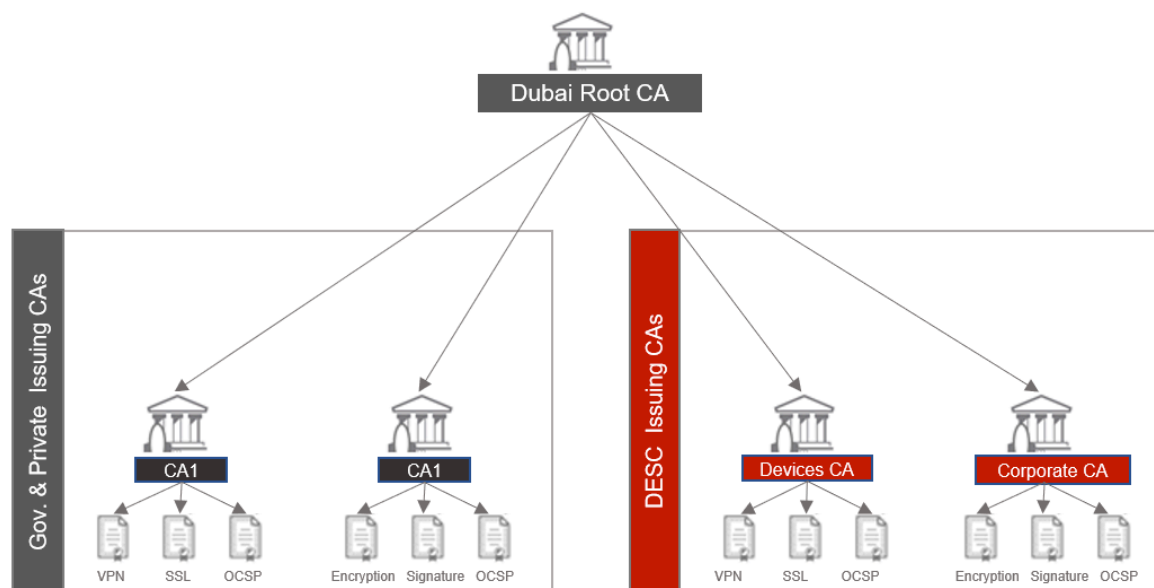 Dubai Root CA
Gov. & Private Issuing CAs
CA1
CA1
VPN SSL OCSP
Encryption Signature OCSP
DESC Issuing CAs
Devices CA
Corporate CA
VPN SSL OCSP
Encryption Signature OCSP